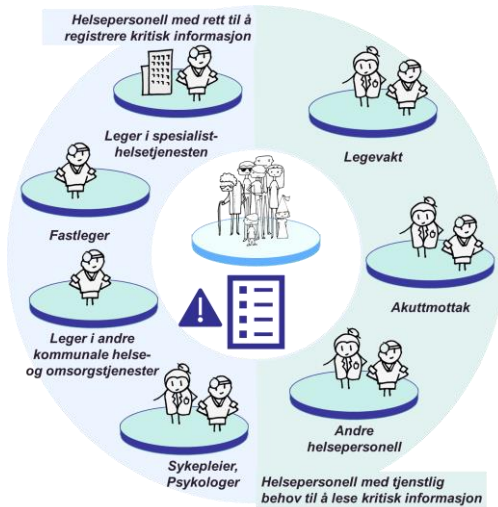 Helsepersonell med rett til å
registrere kritisk informasjon
Leger i spesialist-
helsetjenesten
Fastleger
Leger i andre
kommunale helse-
og omsorgstjenester
Sykepleier,
Psykologer
Legevakt
Akuttmottak
Andre
helsepersonell
Helsepersonell med tjenstlig
behov til å lese kritisk informasjon